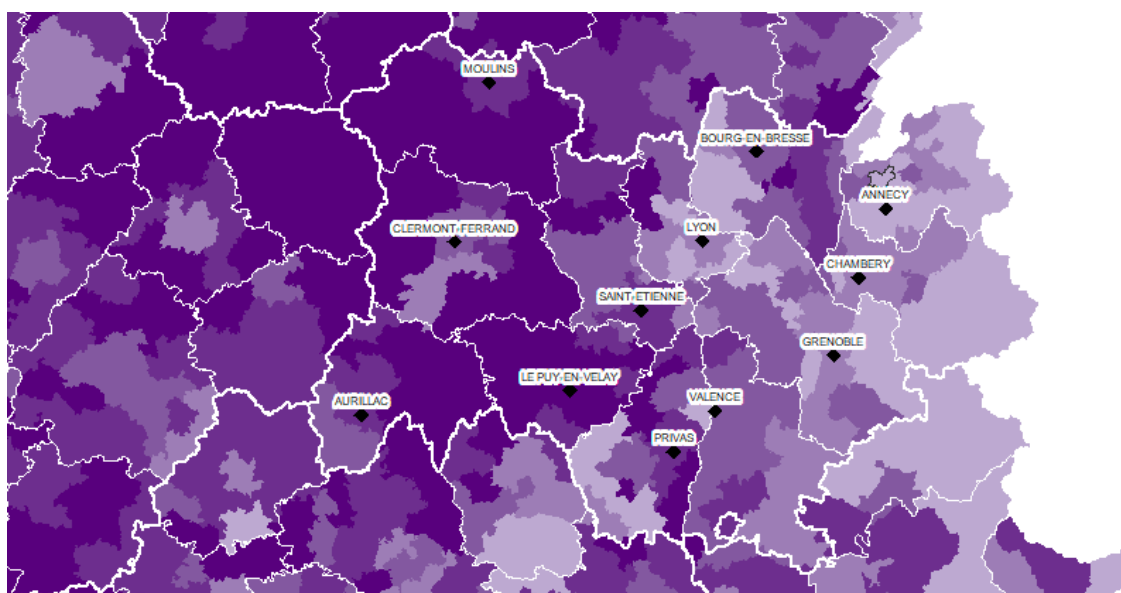 MOULINS
BOURG-EN-BRESSE
ANNECY
CLERMONT-FERRAND
LYON
CHAMBERY
SAINT-ETIENNE
GRENOBLE
LE PUY-EN-VELAY
AURILLAC
VALENCE
PRIVAS